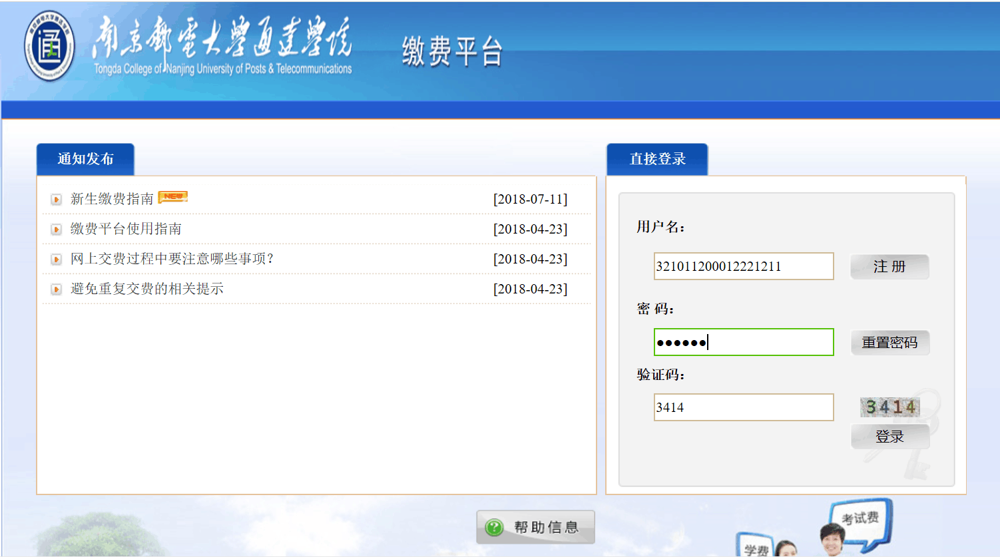 南京邮电大学通达学院
Tongda College of Nanjing University of Posts & Telecommunications
缴费平台
通
通知发布
新生缴费指南 NEW [2018-07-11]
缴费平台使用指南 [2018-04-23]
网上交费过程中要注意哪些事项? [2018-04-23]
避免重复交费的相关提示 [2018-04-23]
直接登录
用户名：
321011200012221211 注 册
密 码：
●●●●●● 重置密码
验证码：
3414 3414
登录
帮助信息
考试费
学费